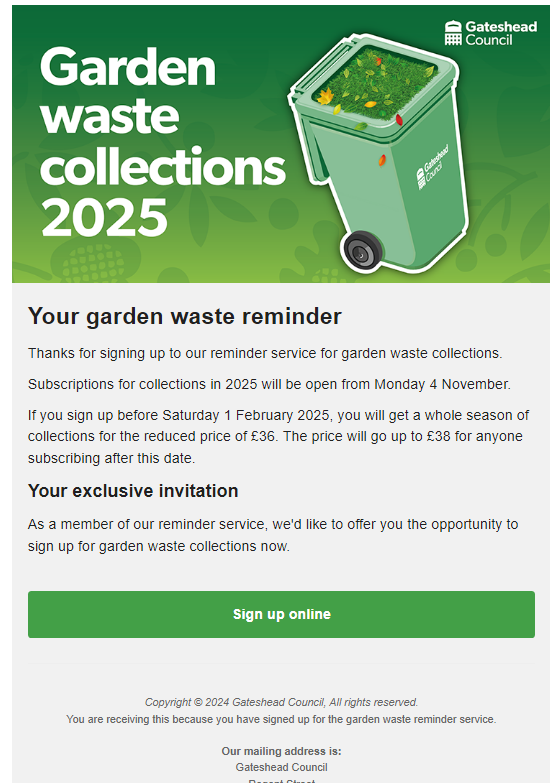 Gateshead
Council
Garden
waste
collections
2025
Gateshead
Council
Your garden waste reminder
Thanks for signing up to our reminder service for garden waste collections.
Subscriptions for collections in 2025 will be open from Monday 4 November.
If you sign up before Saturday 1 February 2025, you will get a whole season of
collections for the reduced price of £36. The price will go up to £38 for anyone
subscribing after this date.
Your exclusive invitation
As a member of our reminder service, we'd like to offer you the opportunity to
sign up for garden waste collections now.
Sign up online
Copyright © 2024 Gateshead Council, All rights reserved.
You are receiving this because you have signed up for the garden waste reminder service.
Our mailing address is:
Gateshead Council
Regent Street